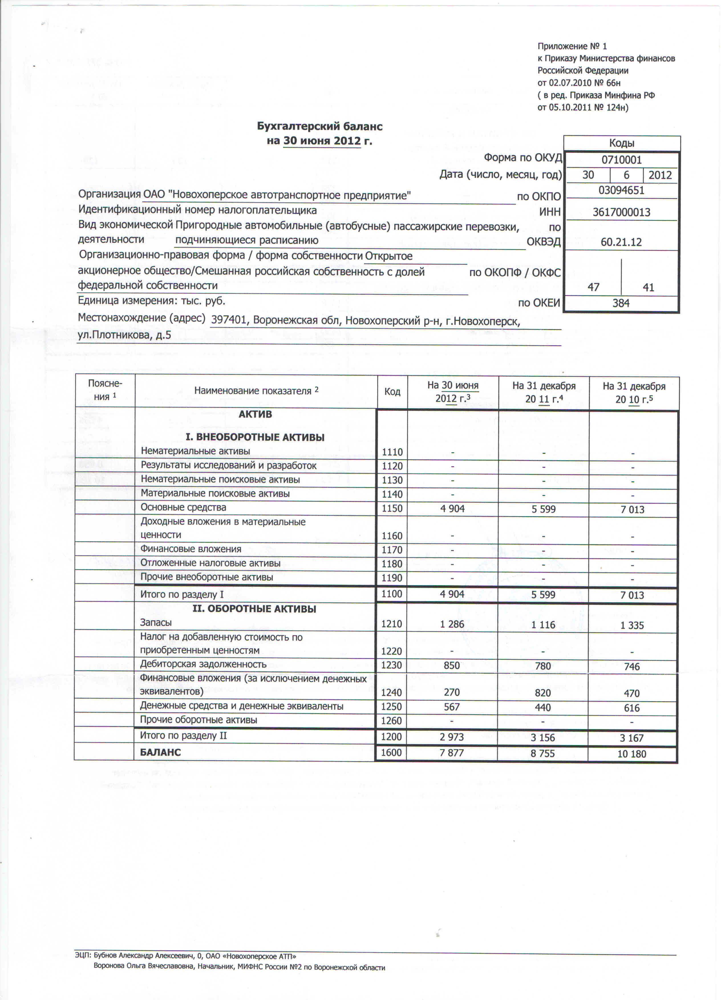 Приложение № 1
к Приказу Министерства финансов
Российской Федерации
от 02.07.2010 № 66н
( в ред. Приказа Минфина РФ
от 05.10.2011 № 124н)
Бухгалтерский баланс
на 30 июня 2012 г.
Коды
Форма по ОКУД 0710001
Дата (число, месяц, год) 30 6 2012
Организация ОАО "Новохоперское автотранспортное предприятие" по ОКПО 03094651
Идентификационный номер налогоплательщика ИНН 3617000013
Вид экономической Пригородные автомобильные (автобусные) пассажирские перевозки, по
деятельности подчиняющиеся расписанию ОКВЭД 60.21.12
Организационно-правовая форма / форма собственности Открытое
акционерное общество/Смешанная российская собственность с долей по ОКОПФ / ОКФС
федеральной собственности 47 41
Единица измерения: тыс. руб. по ОКЕИ 384
Местонахождение (адрес) 397401, Воронежская обл, Новохоперский р-н, г.Новохоперск,
ул.Плотникова, д.5
Поясне- На 30 июня На 31 декабря На 31 декабря
ния 1 Наименование показателя 2 Код 2012 г.3 20 11 г.4 20 10 г.5
АКТИВ
I. ВНЕОБОРОТНЫЕ АКТИВЫ
Нематериальные активы 1110 - - -
Результаты исследований и разработок 1120 - - -
Нематериальные поисковые активы 1130 - - -
Материальные поисковые активы 1140 - - -
Основные средства 1150 4 904 5 599 7 013
Доходные вложения в материальные
ценности 1160 - - -
Финансовые вложения 1170 - - -
Отложенные налоговые активы 1180 - - -
Прочие внеоборотные активы 1190 - - -
Итого по разделу I 1100 4 904 5 599 7 013
II. ОБОРОТНЫЕ АКТИВЫ
Запасы 1210 1 286 1 116 1 335
Налог на добавленную стоимость по
приобретенным ценностям 1220 - - -
Дебиторская задолженность 1230 850 780 746
Финансовые вложения (за исключением денежных
эквивалентов) 1240 270 820 470
Денежные средства и денежные эквиваленты 1250 567 440 616
Прочие оборотные активы 1260 - - -
Итого по разделу II 1200 2 973 3 156 3 167
БАЛАНС 1600 7 877 8 755 10 180
ЭЦП: Бубнов Александр Алексеевич, 0, ОАО «Новохоперское АТП»
Воронова Ольга Вячеславовна, Начальник, МИФНС России №2 по Воронежской области